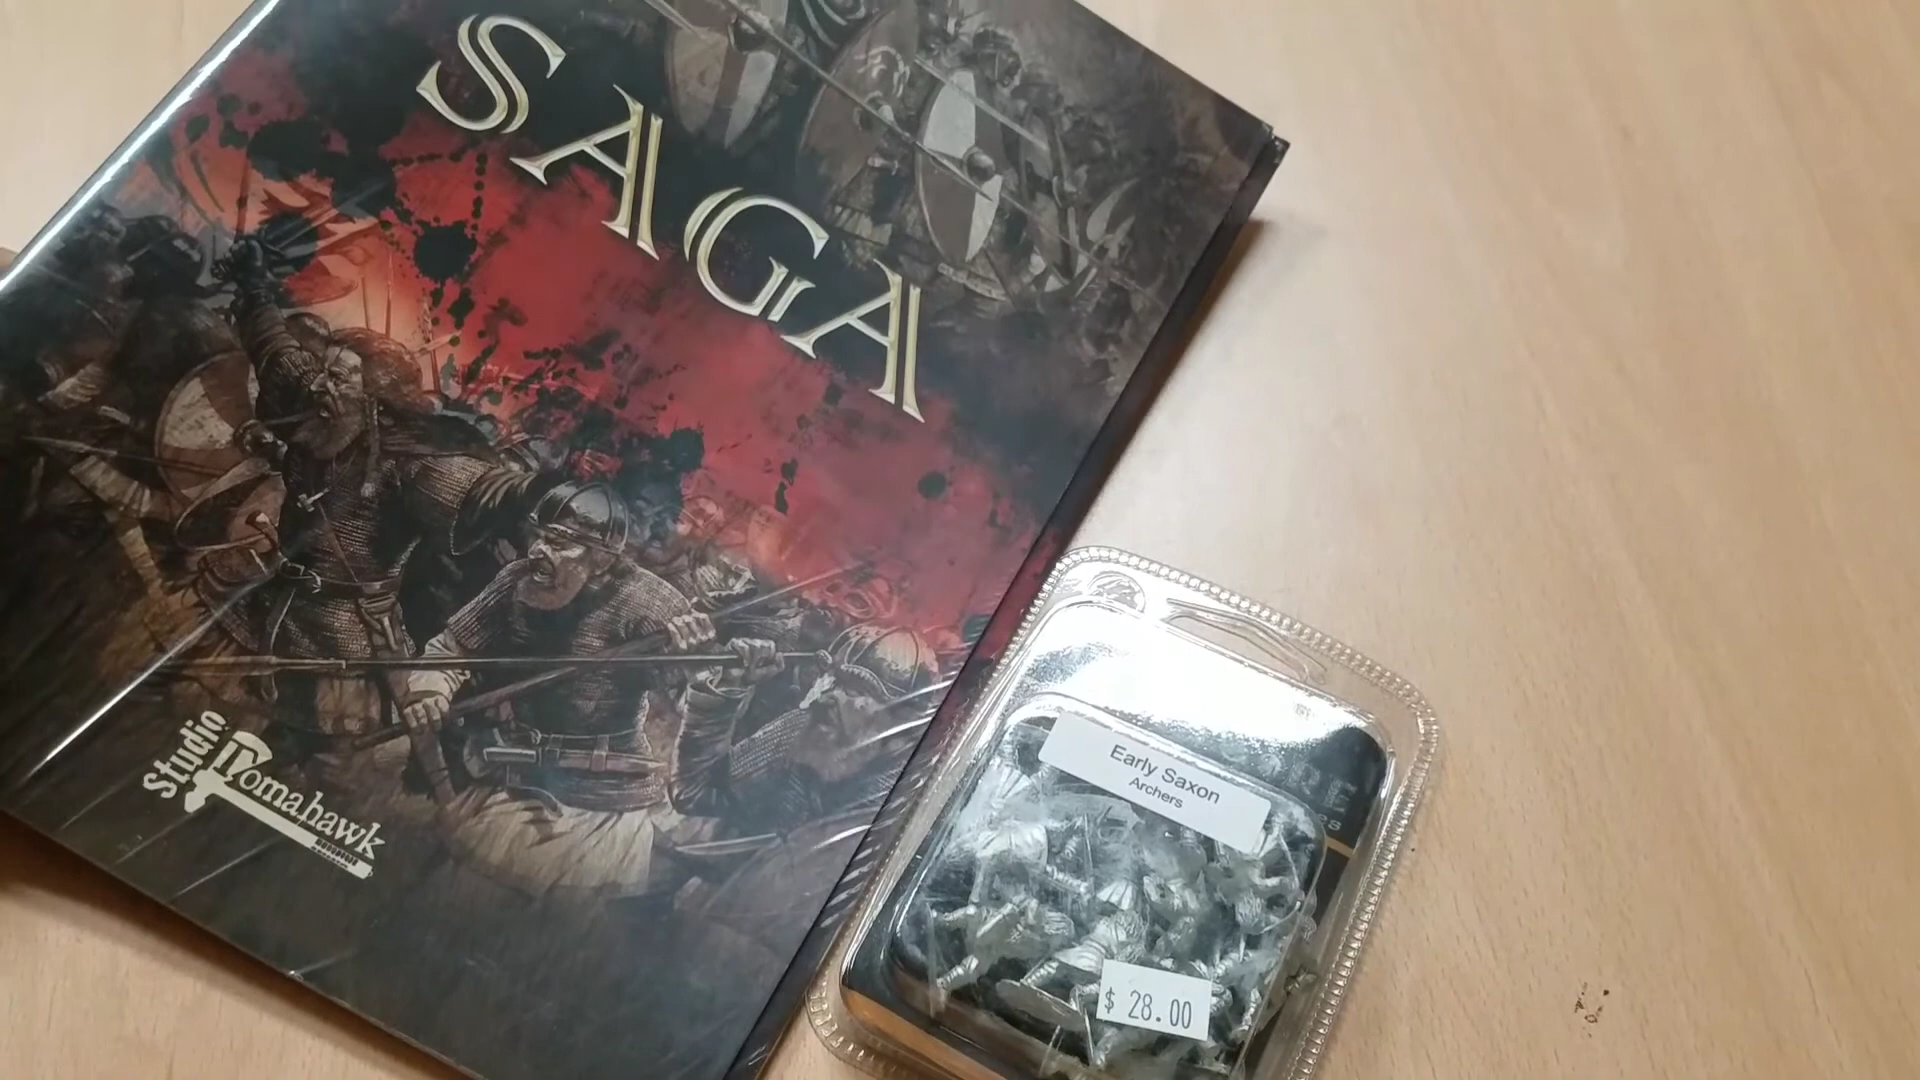 SAGA
Studio
Tomahawk
Early Saxon
Archers
$ 28.00